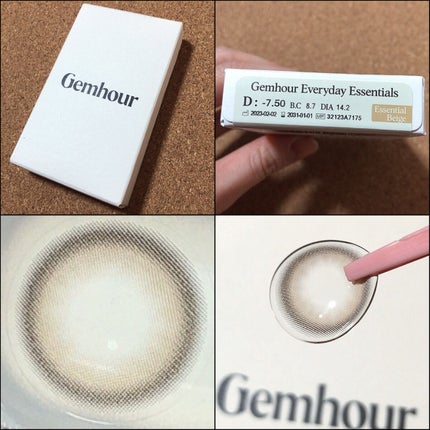 Gemhour
Gemhour Everyday Essentials
D: -7.50 B.C 8.7 DIA 14.2
2023-02-02 2031-01-01 32123A7175
Essential
Beige
Gemhour